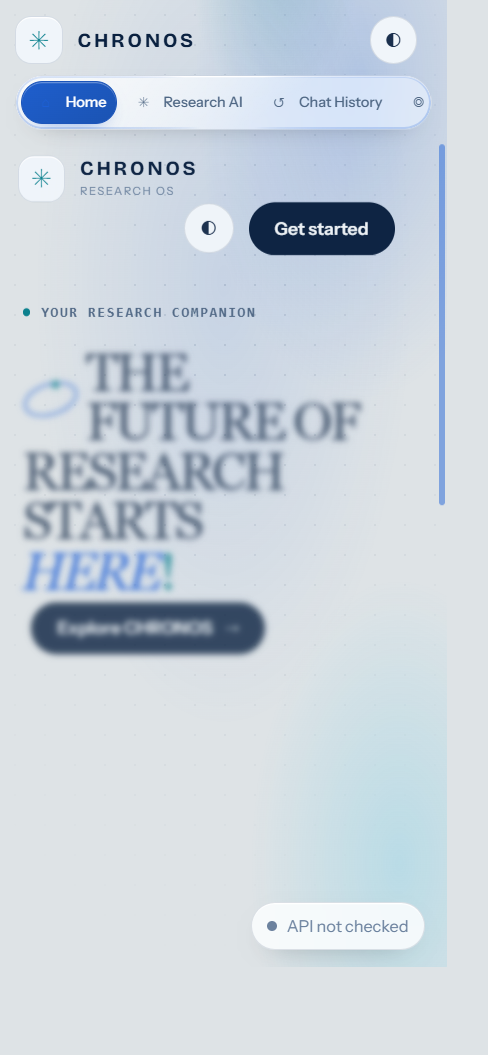 CHRONOS
Home Research AI Chat History
CHRONOS
RESEARCH OS
Get started
YOUR RESEARCH COMPANION
THE
FUTURE OF
RESEARCH
STARTS
HERE!
Explore CHRONOS →
API not checked